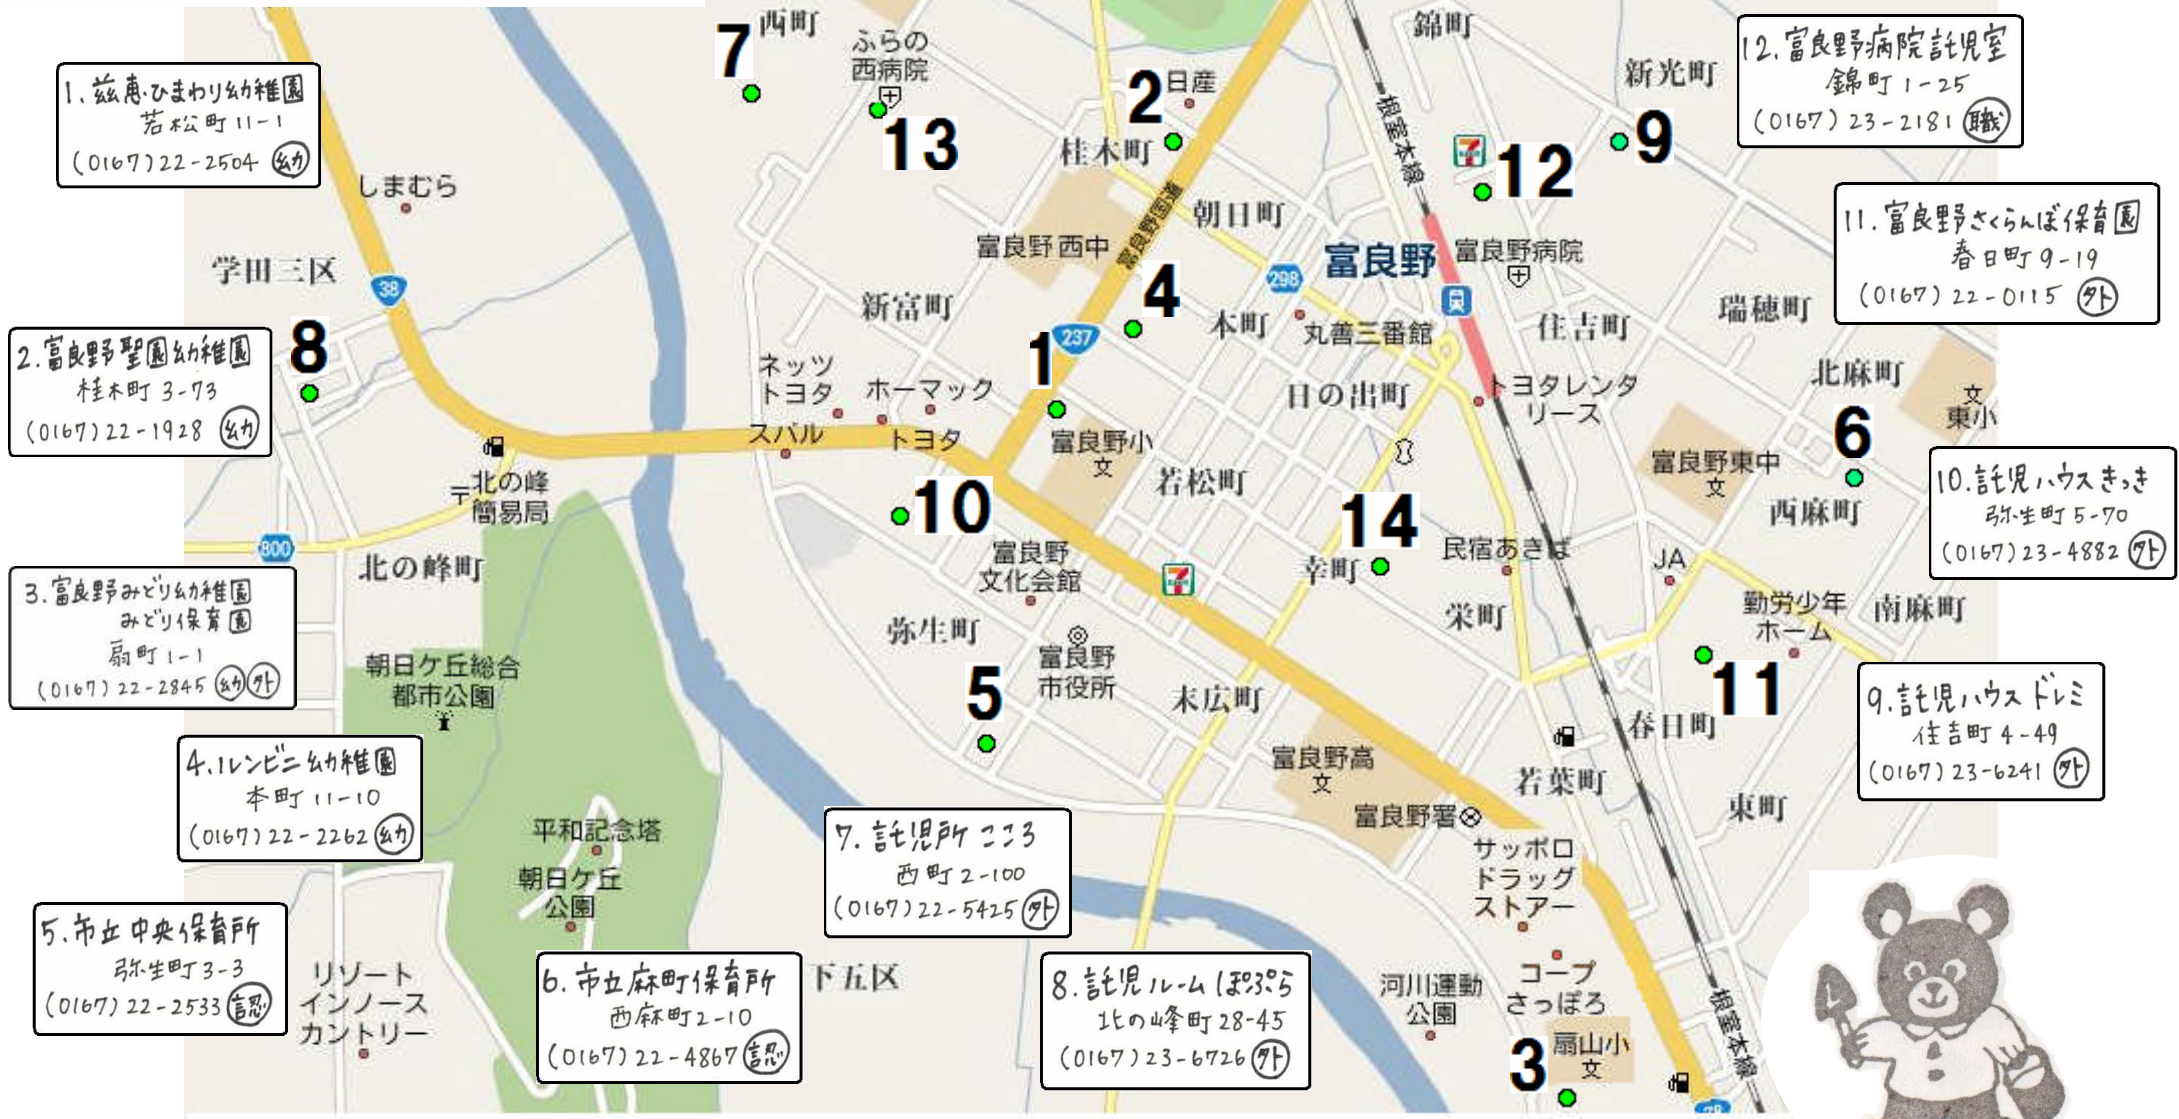 1. 慈恵ひまわり幼稚園
若松町 11-1
(0167) 22-2504 幼
2. 富良野聖園幼稚園
桂木町 3-73
(0167) 22-1928 幼
3. 富良野みどり幼稚園
みどり保育園
扇町 1-1
(0167) 22-2845 幼 外
4. ルンビニ幼稚園
本町 11-10
(0167) 22-2262 幼
5. 市立中央保育所
弥生町 3-3
(0167) 22-2533 認
6. 市立麻町保育所
西麻町 2-10
(0167) 22-4867 認
7. 託児所 こころ
西町 2-100
(0167) 22-5425 外
8. 託児ルーム ぽぷら
北の峰町 28-45
(0167) 23-6726 外
9. 託児ハウス ドレミ
住吉町 4-49
(0167) 23-6241 外
10. 託児ハウスきっき
弥生町 5-70
(0167) 23-4882 外
11. 富良野さくらんぼ保育園
春日町 9-19
(0167) 22-0115 外
12. 富良野病院託児室
錦町 1-25
(0167) 23-2181 職
7
西町
ふらの
西病院
13
2
日産
桂木町
錦町
新光町
9
12
根室本線
しまむら
学田三区
38
8
富良野西中
富良野国道
朝日町
298
富良野
富良野病院
4
新富町
237
1
本町
丸善三番館
住吉町
瑞穂町
北麻町
文
東小
6
ネッツ
トヨタ
ホーマック
スバル
トヨタ
日の出町
トヨタレンタ
リース
富良野小
文
富良野東中
文
西麻町
北の峰
簡易局
〒
800
北の峰町
10
若松町
14
幸町
民宿あきば
JA
富良野
文化会館
7
栄町
勤労少年
ホーム
南麻町
弥生町
富良野
市役所
5
末広町
11
春日町
朝日ケ丘総合
都市公園
富良野高
文
若葉町
東町
富良野署
平和記念塔
朝日ケ丘
公園
サッポロ
ドラッグ
ストアー
リゾート
インノース
カントリー
下五区
河川運動
公園
コープ
さっぽろ
根室本線
3
扇山小
文